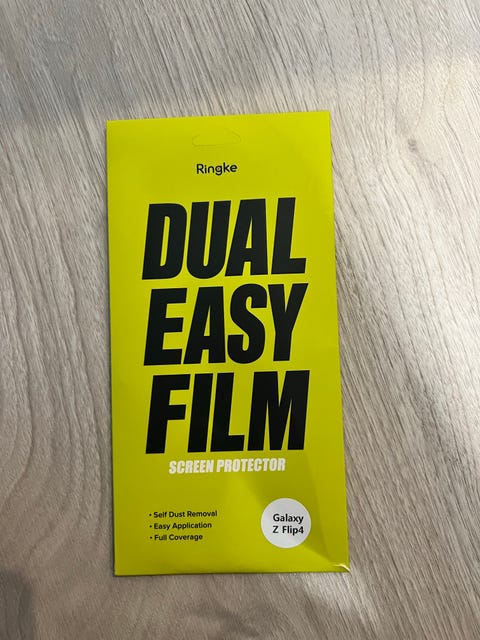 Ringke
DUAL
EASY
FILM
SCREEN PROTECTOR
• Self Dust Removal
• Easy Application
• Full Coverage
Galaxy
Z Flip4